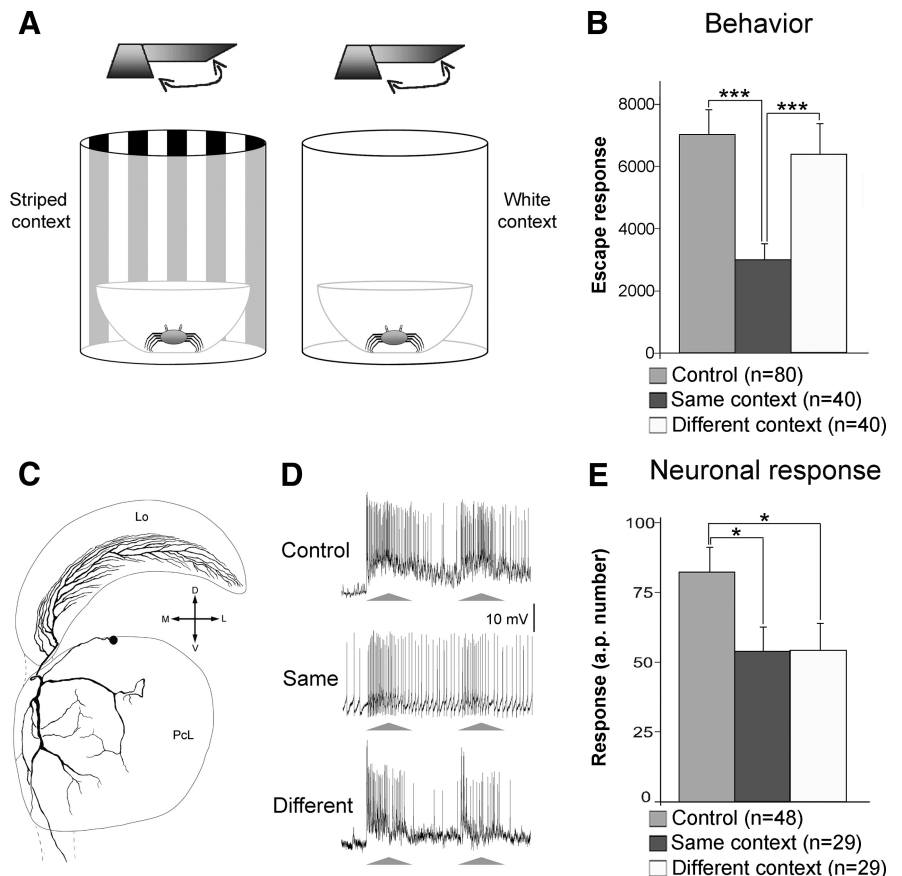 A
Striped
context
White
context
B
Behavior
Escape response
8000
6000
4000
2000
0
***
***
Control (n=80)
Same context (n=40)
Different context (n=40)
C
Lo
D
M
L
V
PcL
D
Control
10 mV
Same
Different
E
Neuronal response
Response (a.p. number)
100
75
50
25
0
*
*
Control (n=48)
Same context (n=29)
Different context (n=29)